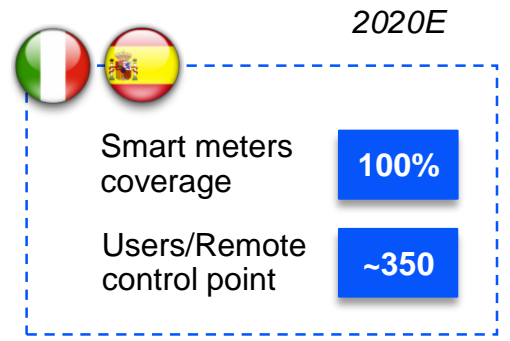 2020E
Smart meters
coverage
100%
Users/Remote
control point
~350